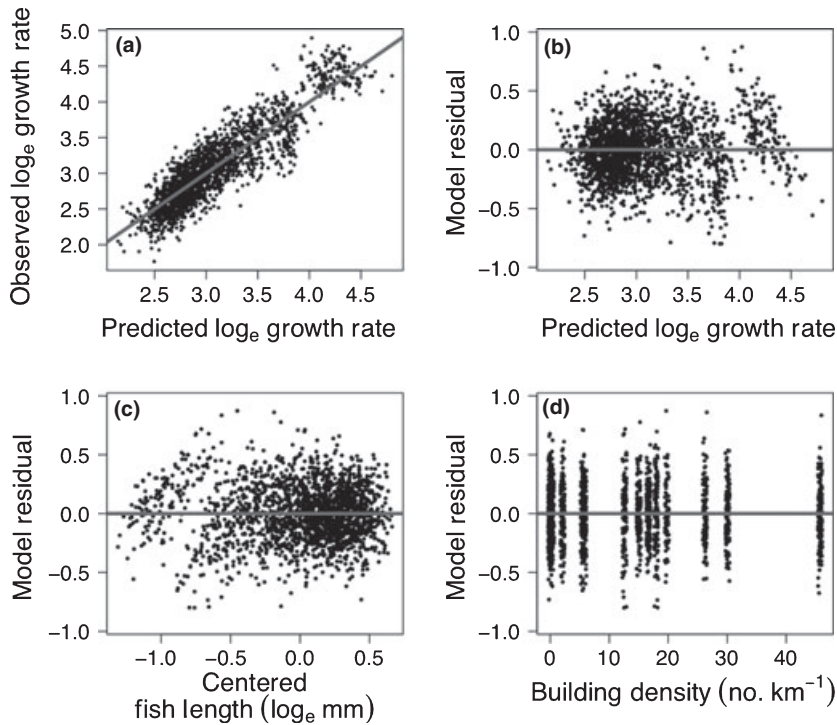 (a)
Observed logₑ growth rate
5.0
4.5
4.0
3.5
3.0
2.5
2.0
2.5 3.0 3.5 4.0 4.5
Predicted logₑ growth rate
(b)
Model residual
1.0
0.5
0.0
−0.5
−1.0
2.5 3.0 3.5 4.0 4.5
Predicted logₑ growth rate
(c)
Model residual
1.0
0.5
0.0
−0.5
−1.0
−1.0 −0.5 0.0 0.5
Centered
fish length (logₑ mm)
(d)
Model residual
1.0
0.5
0.0
−0.5
−1.0
0 10 20 30 40
Building density (no. km⁻¹)